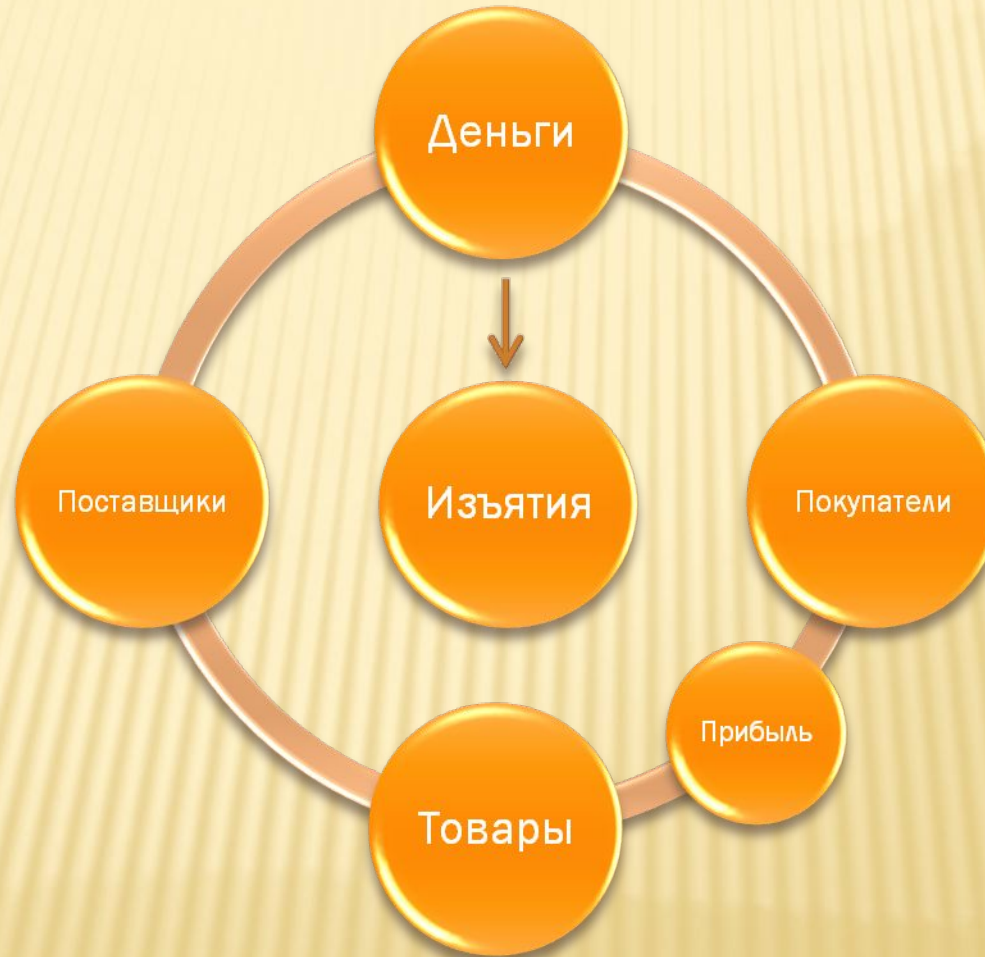 Деньги
Поставщики
Изъятия
Покупатели
Прибыль
Товары